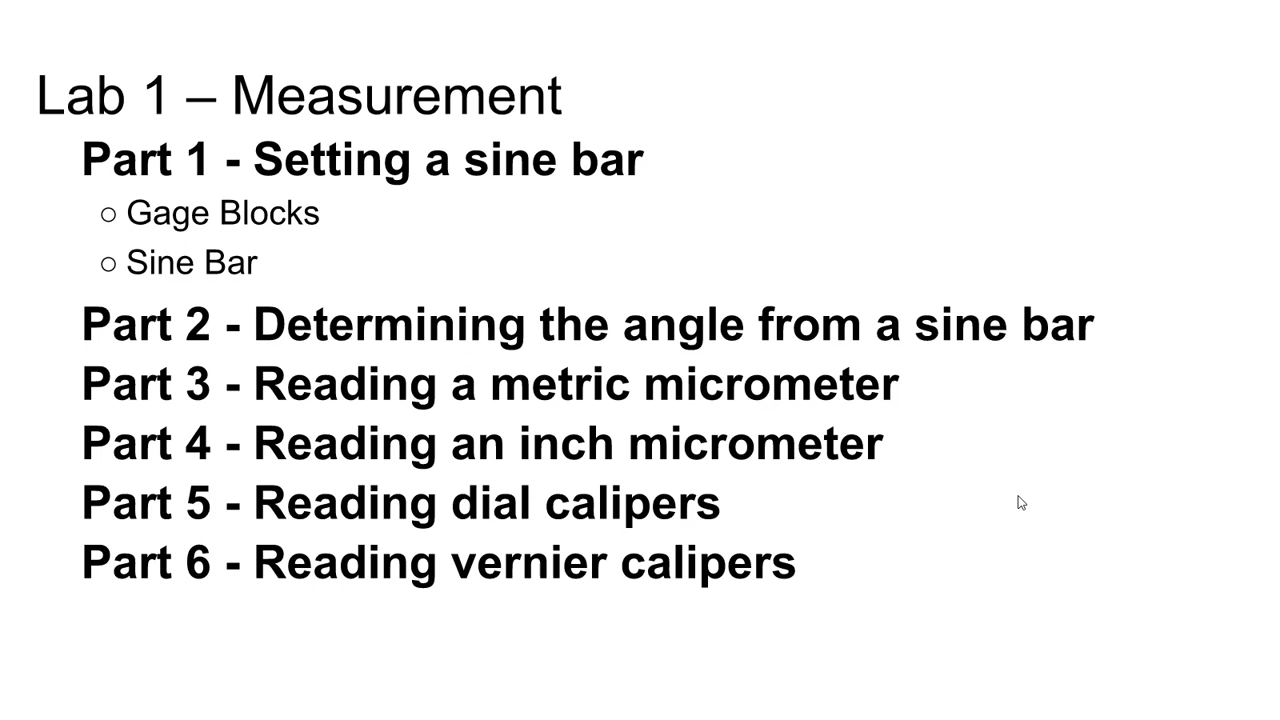 Lab 1 – Measurement
Part 1 - Setting a sine bar
○ Gage Blocks
○ Sine Bar
Part 2 - Determining the angle from a sine bar
Part 3 - Reading a metric micrometer
Part 4 - Reading an inch micrometer
Part 5 - Reading dial calipers
Part 6 - Reading vernier calipers